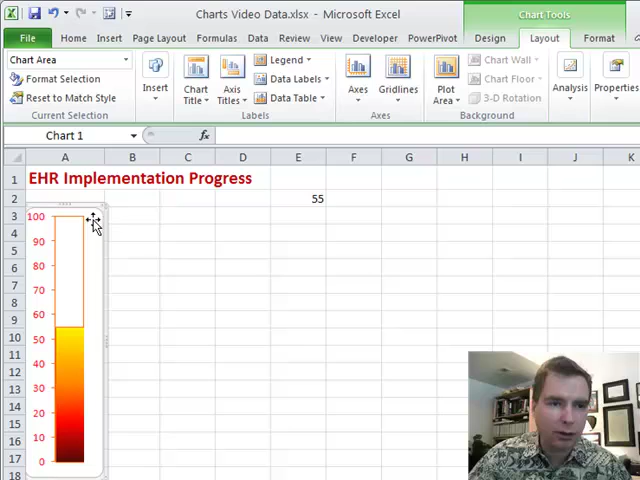 Charts Video Data.xlsx - Microsoft Excel
Chart Tools
File Home Insert Page Layout Formulas Data Review View Developer PowerPivot Design Layout Format
Chart Area
Format Selection
Reset to Match Style
Current Selection
Insert
Chart Title
Axis Titles
Legend
Data Labels
Data Table
Labels
Axes
Gridlines
Axes
Plot Area
Chart Wall
Chart Floor
3-D Rotation
Background
Analysis
Properties
Chart 1
fx
A B C D E F G H I J K
1 EHR Implementation Progress
2 55
3
4
5
6
7
8
9
10
11
12
13
14
15
16
17
18
100
90
80
70
60
50
40
30
20
10
0